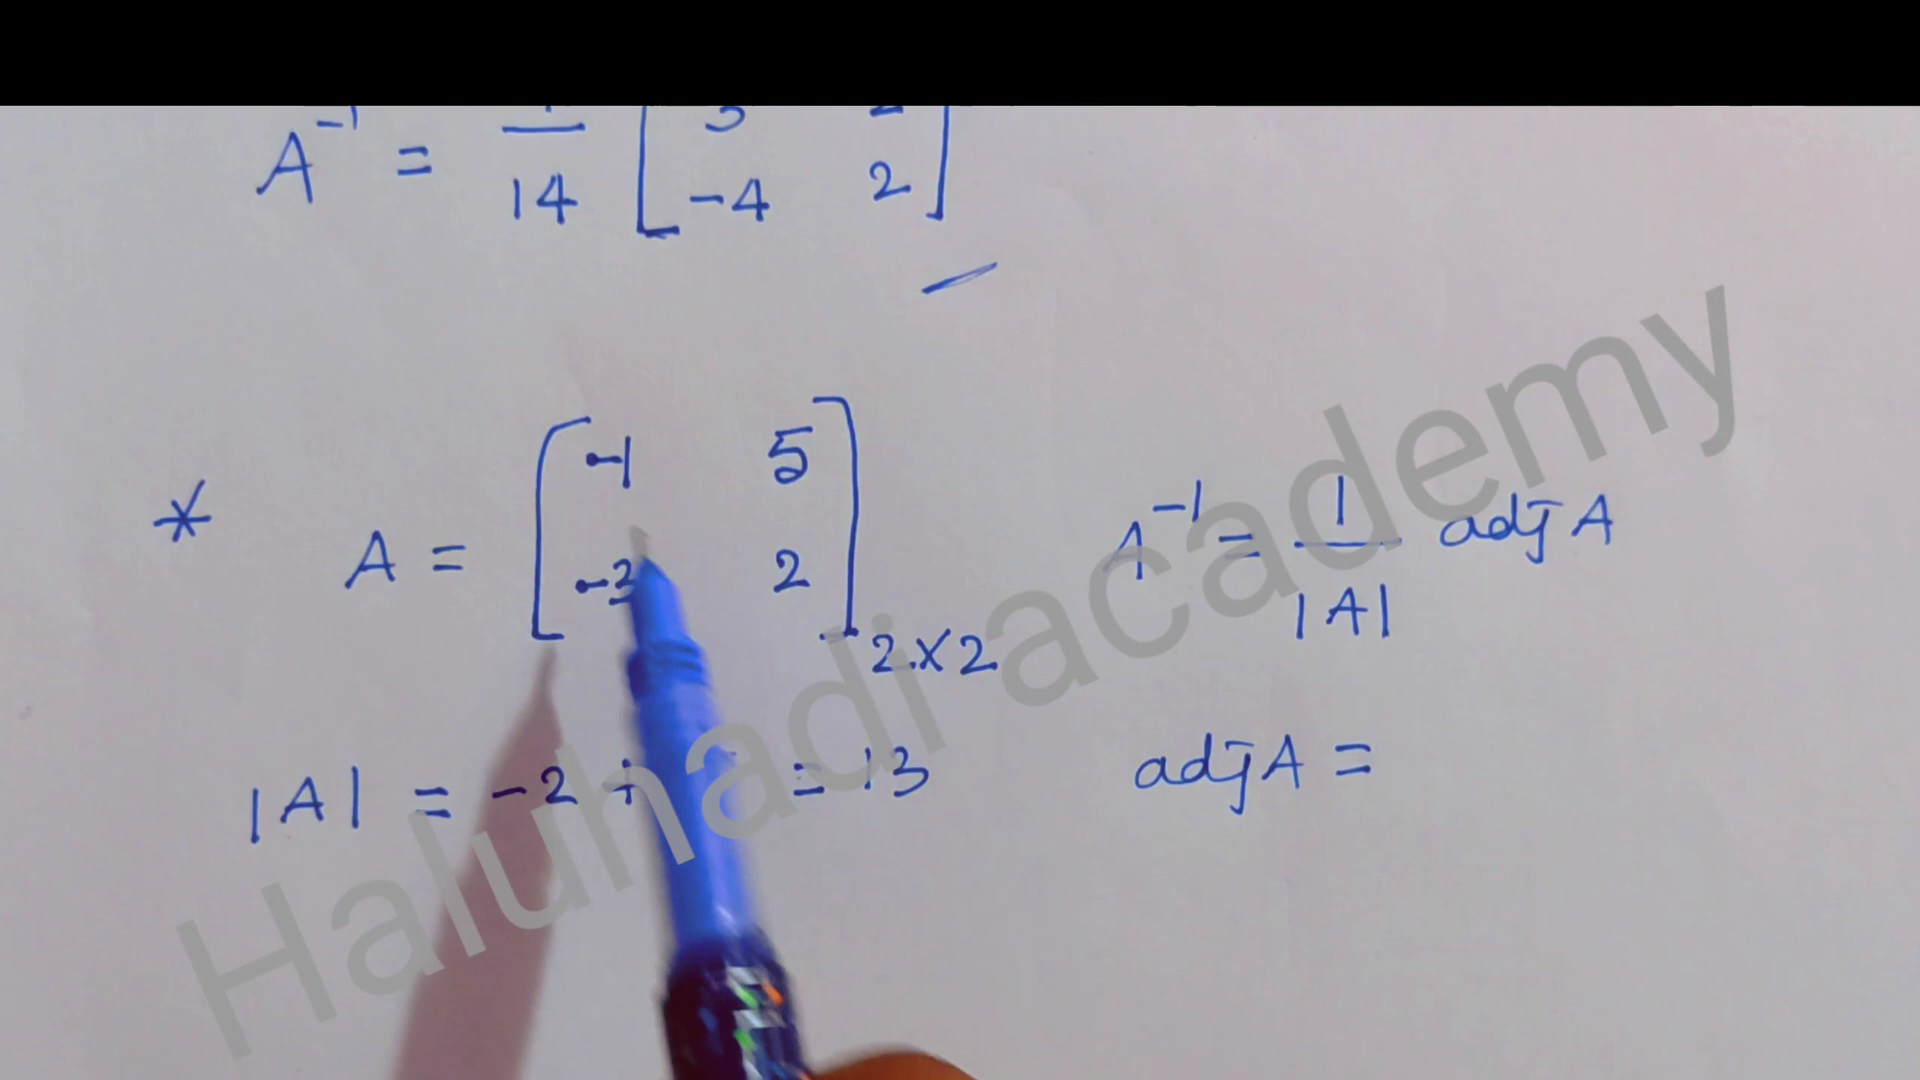 A⁻¹ = 1/14 [ 2
-4 2 ]
* A = [ -1 5
-3 2 ] 2×2
A⁻¹ = 1/|A| adj A
|A| = -2 + = 13
adj A =
Haluhadi academy